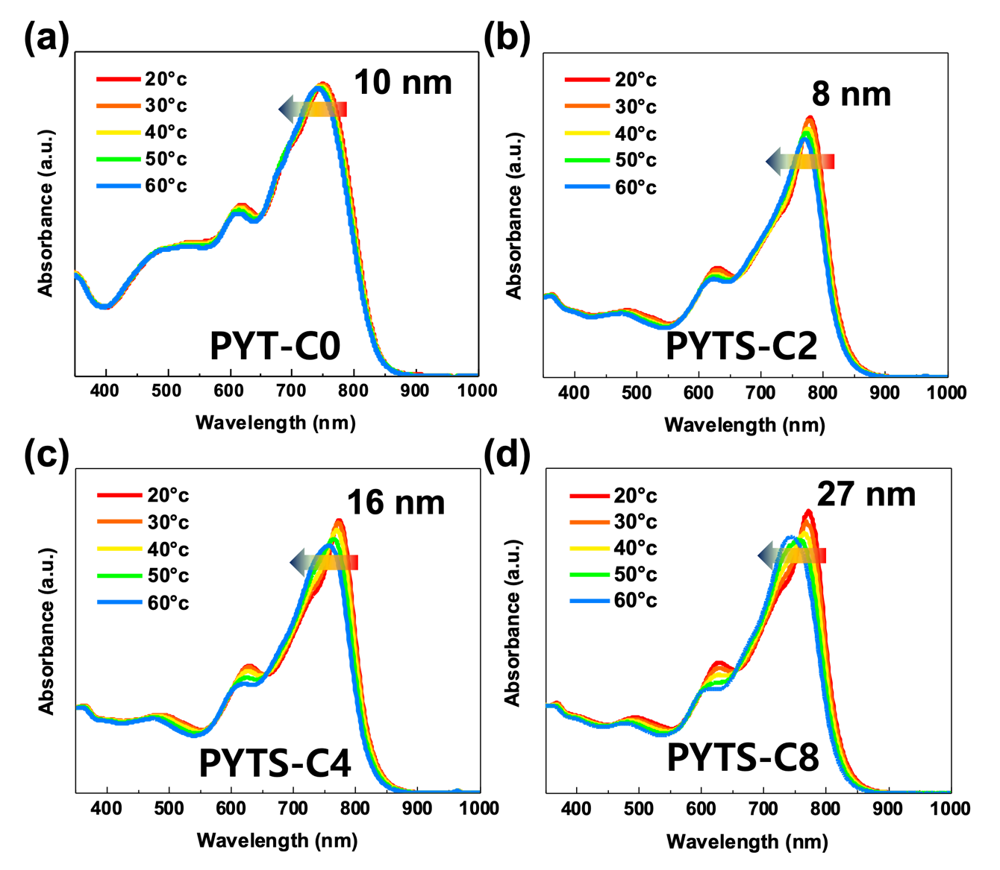 (a)
20°c
30°c
40°c
50°c
60°c
10 nm
Absorbance (a.u.)
PYT-C0
400 500 600 700 800 900 1000
Wavelength (nm)
(b)
20°c
30°c
40°c
50°c
60°c
8 nm
Absorbance (a.u.)
PYTS-C2
400 500 600 700 800 900 1000
Wavelength (nm)
(c)
20°c
30°c
40°c
50°c
60°c
16 nm
Absorbance (a.u.)
PYTS-C4
400 500 600 700 800 900 1000
Wavelength (nm)
(d)
20°c
30°c
40°c
50°c
60°c
27 nm
Absorbance (a.u.)
PYTS-C8
400 500 600 700 800 900 1000
Wavelength (nm)